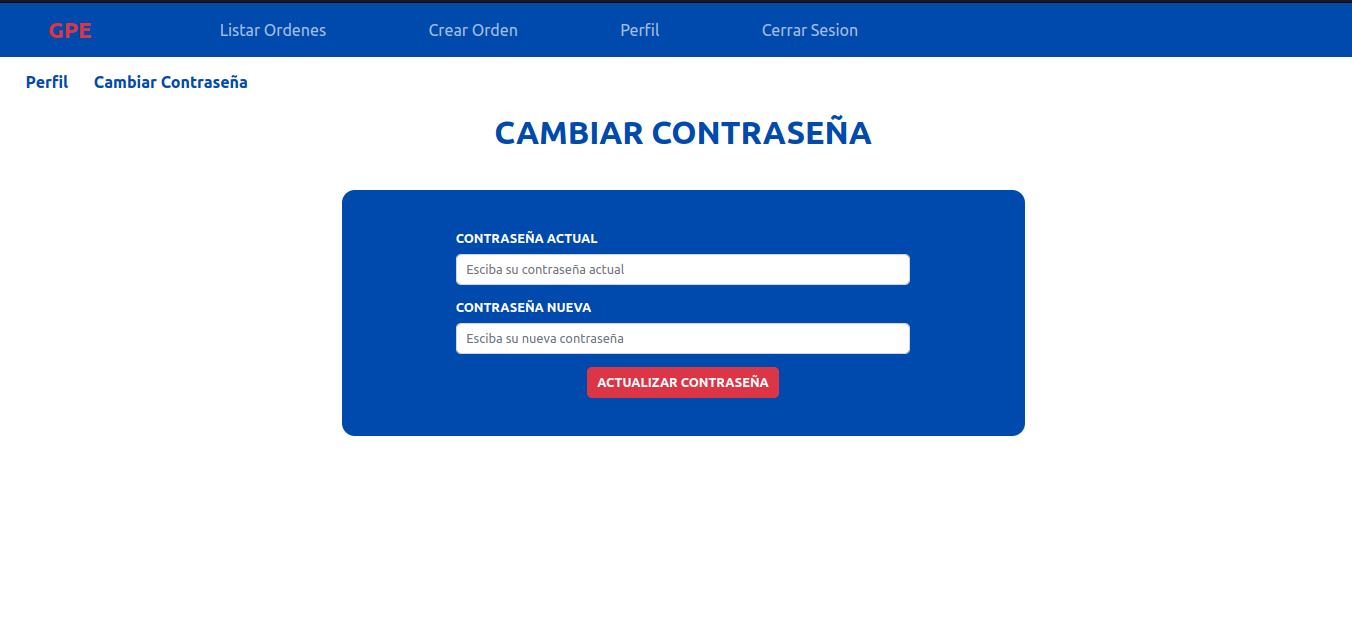 GPE Listar Ordenes Crear Orden Perfil Cerrar Sesion
Perfil Cambiar Contraseña
CAMBIAR CONTRASEÑA
CONTRASEÑA ACTUAL
Esciba su contraseña actual
CONTRASEÑA NUEVA
Esciba su nueva contraseña
ACTUALIZAR CONTRASEÑA